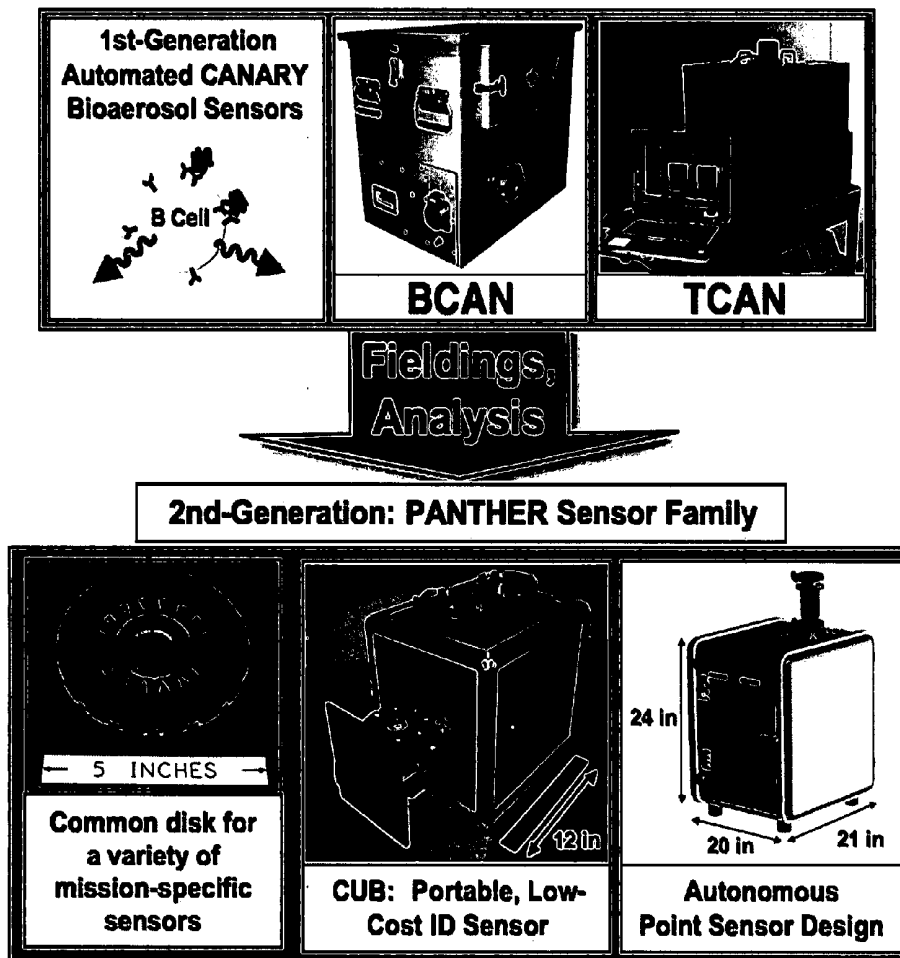 1st-Generation
Automated CANARY
Bioaerosol Sensors
B Cell
BCAN
TCAN
Fieldings,
Analysis
2nd-Generation: PANTHER Sensor Family
5 INCHES
Common disk for
a variety of
mission-specific
sensors
12 in
CUB: Portable, Low-
Cost ID Sensor
24 in
20 in
21 in
Autonomous
Point Sensor Design